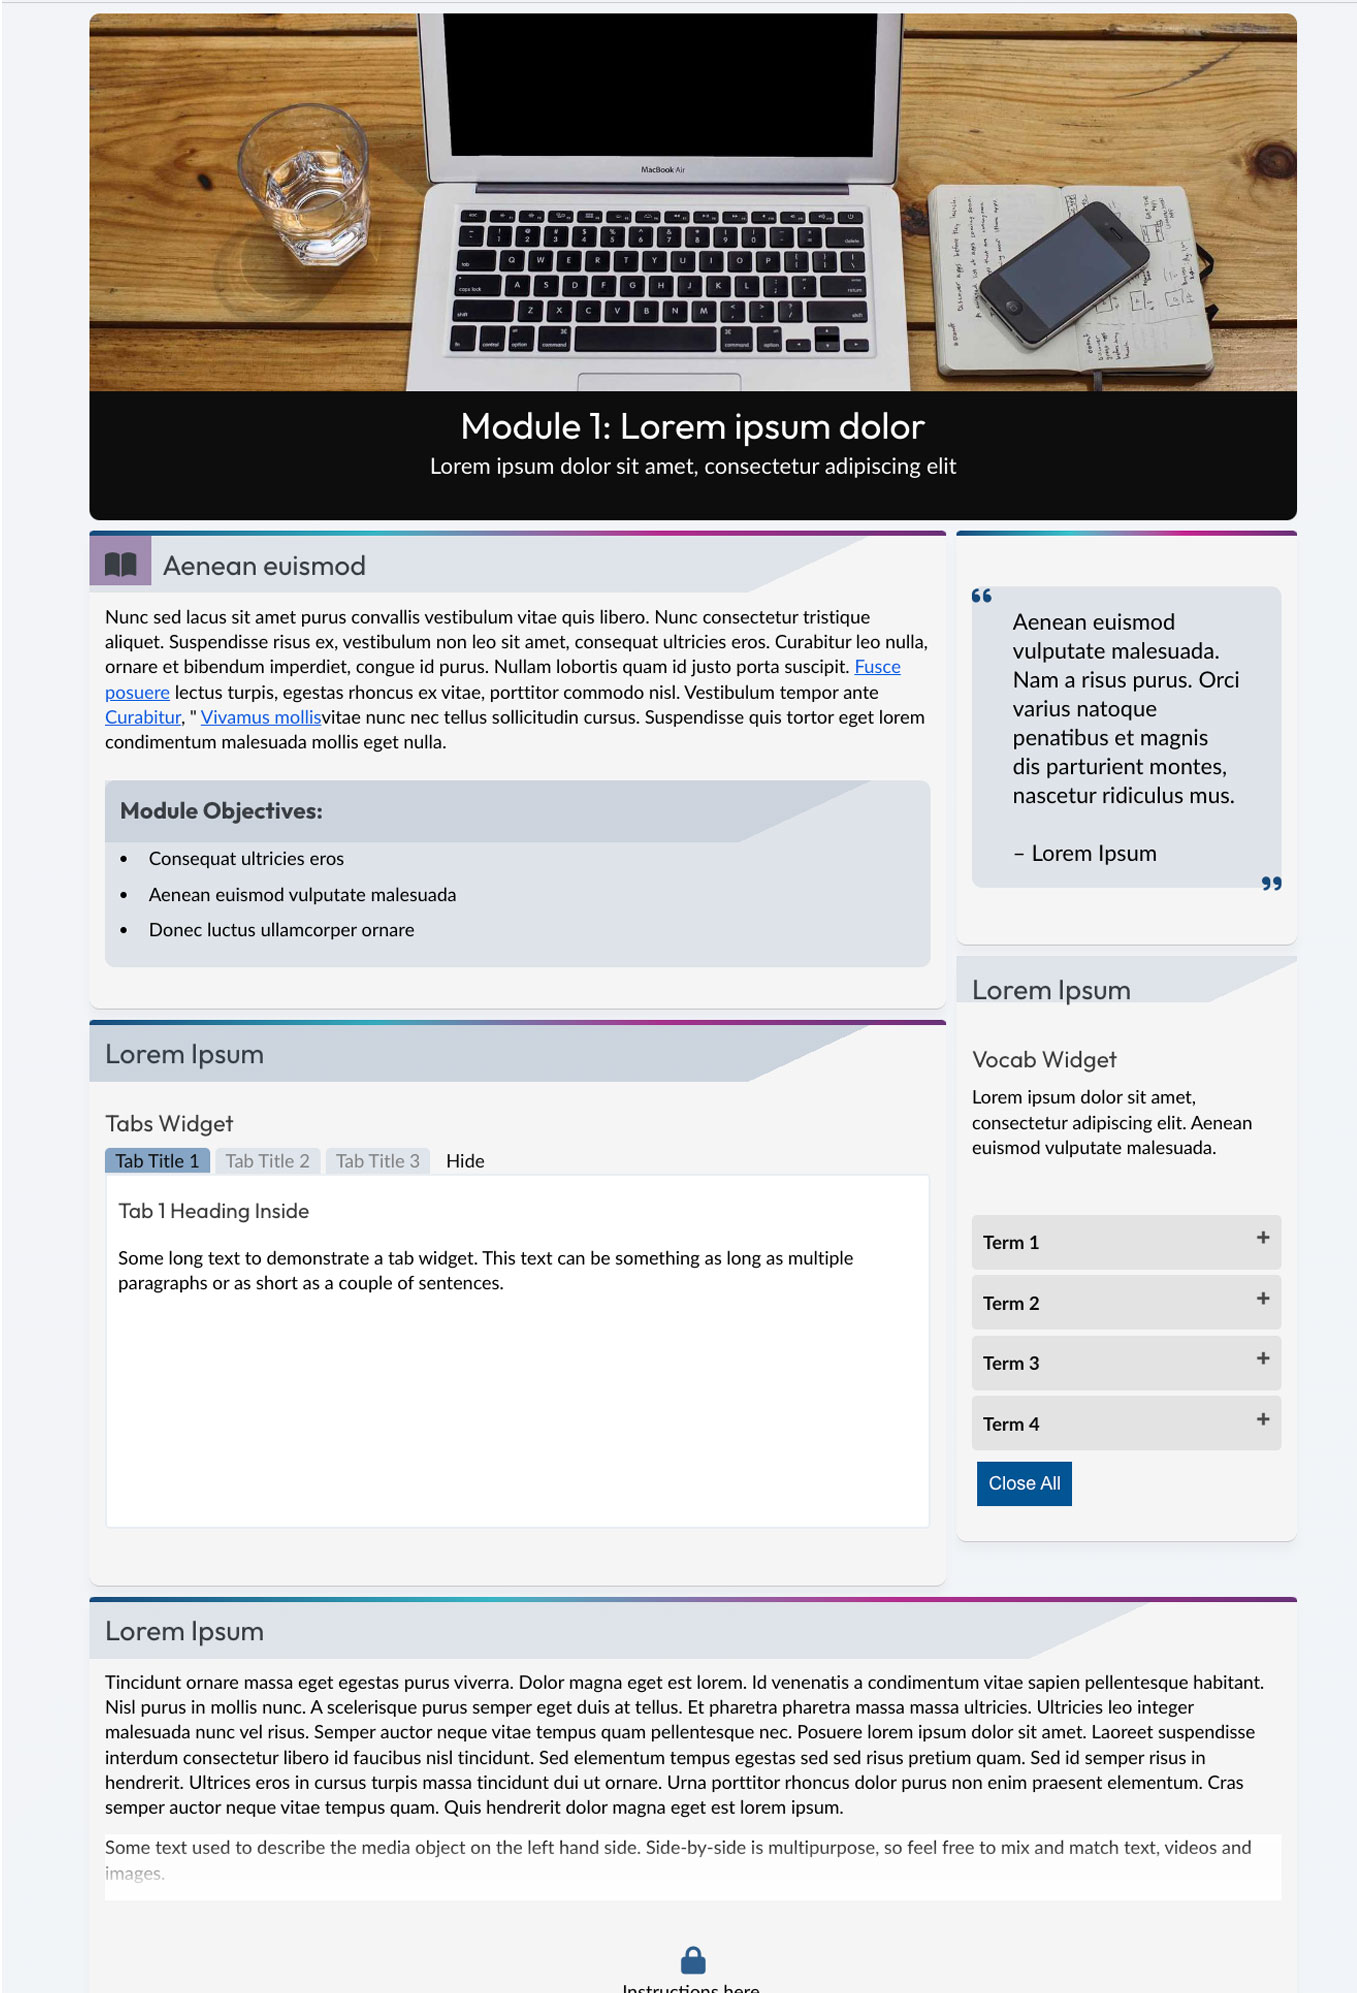 MacBook Air
Module 1: Lorem ipsum dolor
Lorem ipsum dolor sit amet, consectetur adipiscing elit
Aenean euismod
Nunc sed lacus sit amet purus convallis vestibulum vitae quis libero. Nunc consectetur tristique
aliquet. Suspendisse risus ex, vestibulum non leo sit amet, consequat ultricies eros. Curabitur leo nulla,
ornare et bibendum imperdiet, congue id purus. Nullam lobortis quam id justo porta suscipit. Fusce
posuere lectus turpis, egestas rhoncus ex vitae, porttitor commodo nisl. Vestibulum tempor ante
Curabitur, " Vivamus mollisvitae nunc nec tellus sollicitudin cursus. Suspendisse quis tortor eget lorem
condimentum malesuada mollis eget nulla.
Module Objectives:
• Consequat ultricies eros
• Aenean euismod vulputate malesuada
• Donec luctus ullamcorper ornare
“
Aenean euismod
vulputate malesuada.
Nam a risus purus. Orci
varius natoque
penatibus et magnis
dis parturient montes,
nascetur ridiculus mus.
– Lorem Ipsum
”
Lorem Ipsum
Tabs Widget
Tab Title 1 Tab Title 2 Tab Title 3 Hide
Tab 1 Heading Inside
Some long text to demonstrate a tab widget. This text can be something as long as multiple
paragraphs or as short as a couple of sentences.
Lorem Ipsum
Vocab Widget
Lorem ipsum dolor sit amet,
consectetur adipiscing elit. Aenean
euismod vulputate malesuada.
Term 1 +
Term 2 +
Term 3 +
Term 4 +
Close All
Lorem Ipsum
Tincidunt ornare massa eget egestas purus viverra. Dolor magna eget est lorem. Id venenatis a condimentum vitae sapien pellentesque habitant.
Nisl purus in mollis nunc. A scelerisque purus semper eget duis at tellus. Et pharetra pharetra massa massa ultricies. Ultricies leo integer
malesuada nunc vel risus. Semper auctor neque vitae tempus quam pellentesque nec. Posuere lorem ipsum dolor sit amet. Laoreet suspendisse
interdum consectetur libero id faucibus nisl tincidunt. Sed elementum tempus egestas sed sed risus pretium quam. Sed id semper risus in
hendrerit. Ultrices eros in cursus turpis massa tincidunt dui ut ornare. Urna porttitor rhoncus dolor purus non enim praesent elementum. Cras
semper auctor neque vitae tempus quam. Quis hendrerit dolor magna eget est lorem ipsum.
Some text used to describe the media object on the left hand side. Side-by-side is multipurpose, so feel free to mix and match text, videos and
images.
Instructions here